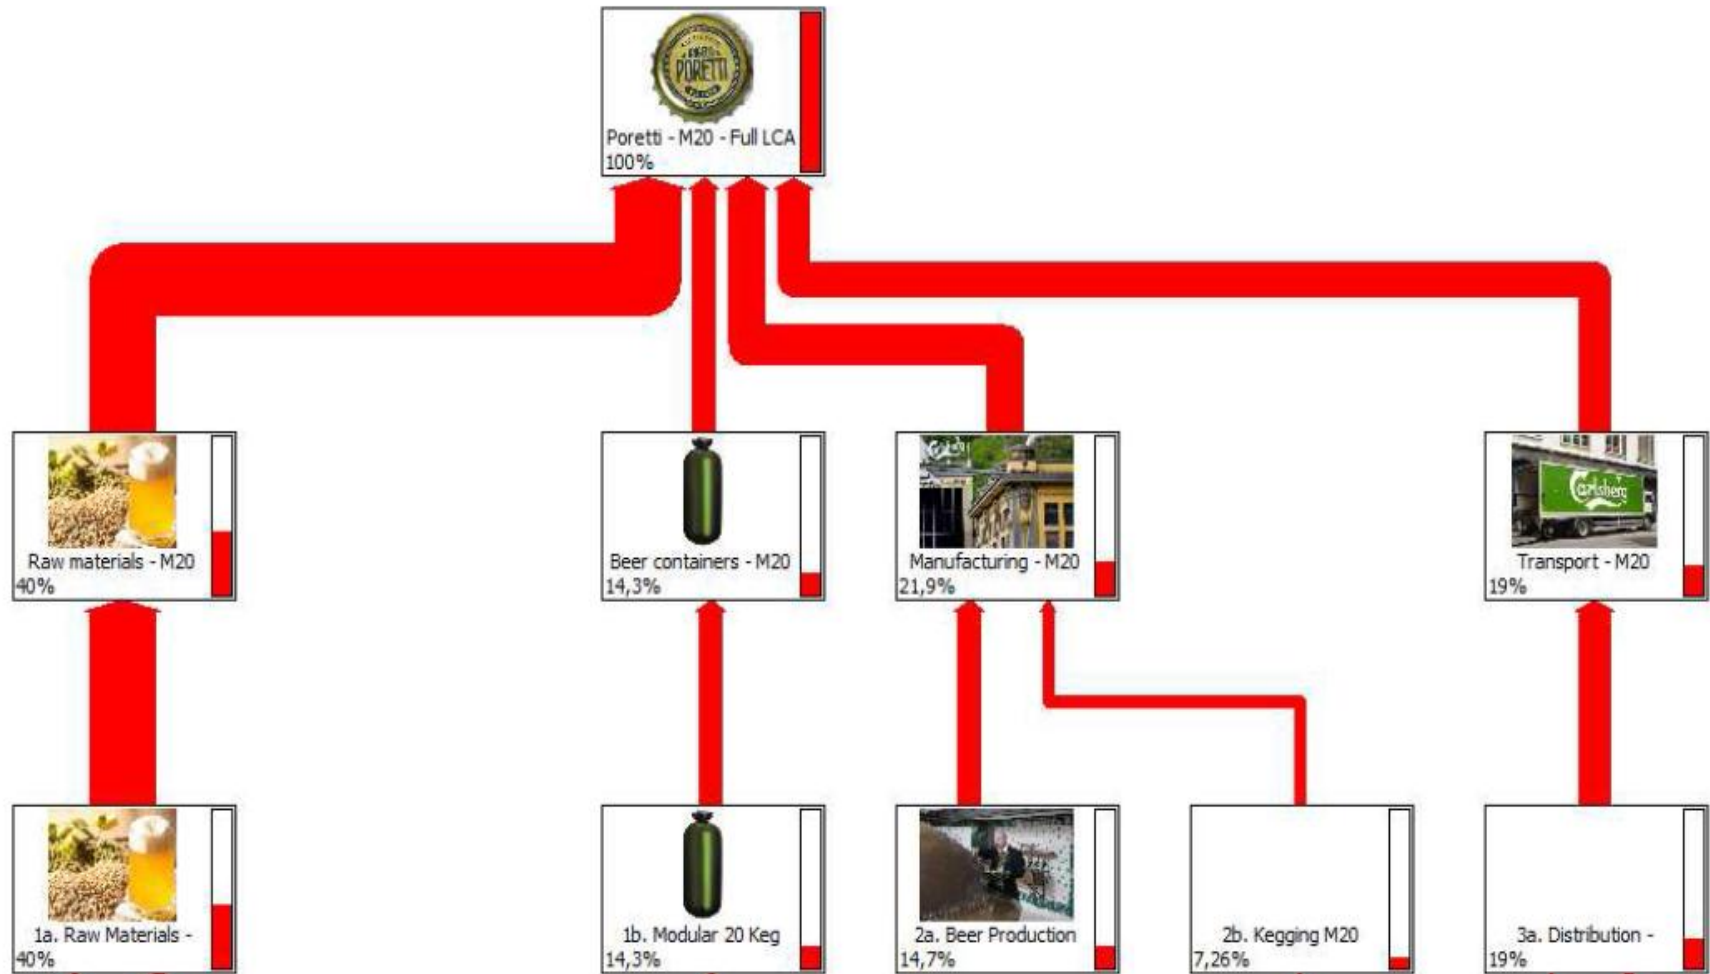 PORETTI
Poretti - M20 - Full LCA
100%
Raw materials - M20
40%
Beer containers - M20
14,3%
Carlsberg
Manufacturing - M20
21,9%
Carlsberg
Transport - M20
19%
1a. Raw Materials -
40%
1b. Modular 20 Keg
14,3%
2a. Beer Production
14,7%
2b. Kegging M20
7,26%
3a. Distribution -
19%